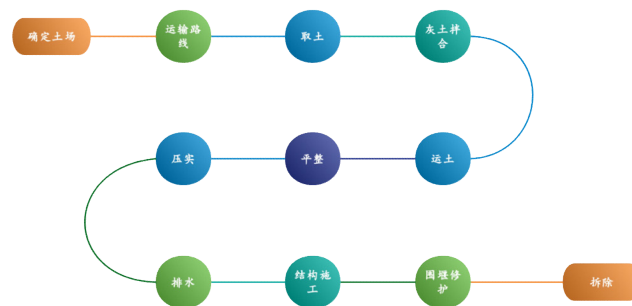 确定土场
运输路
线
取土
灰土拌
合
运土
平整
压实
排水
结构施
工
围堰修
护
拆除